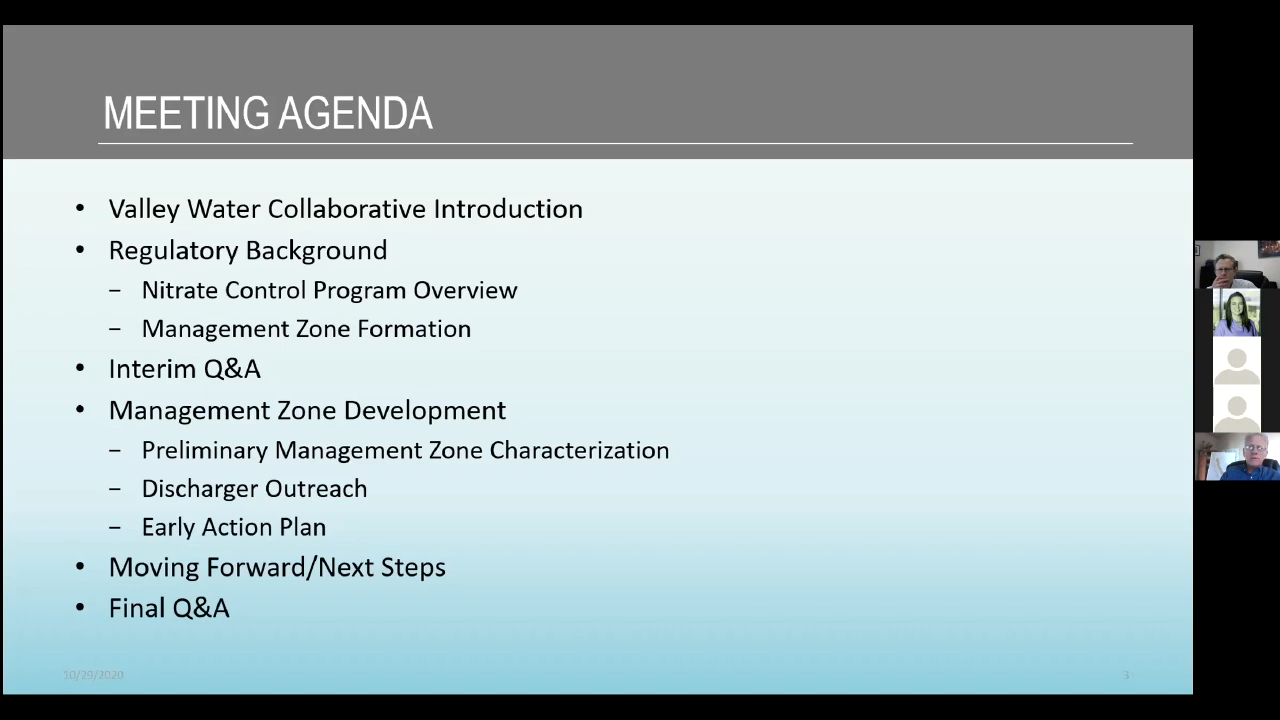 MEETING AGENDA
• Valley Water Collaborative Introduction
• Regulatory Background
− Nitrate Control Program Overview
− Management Zone Formation
• Interim Q&A
• Management Zone Development
− Preliminary Management Zone Characterization
− Discharger Outreach
− Early Action Plan
• Moving Forward/Next Steps
• Final Q&A
10/29/2020
3